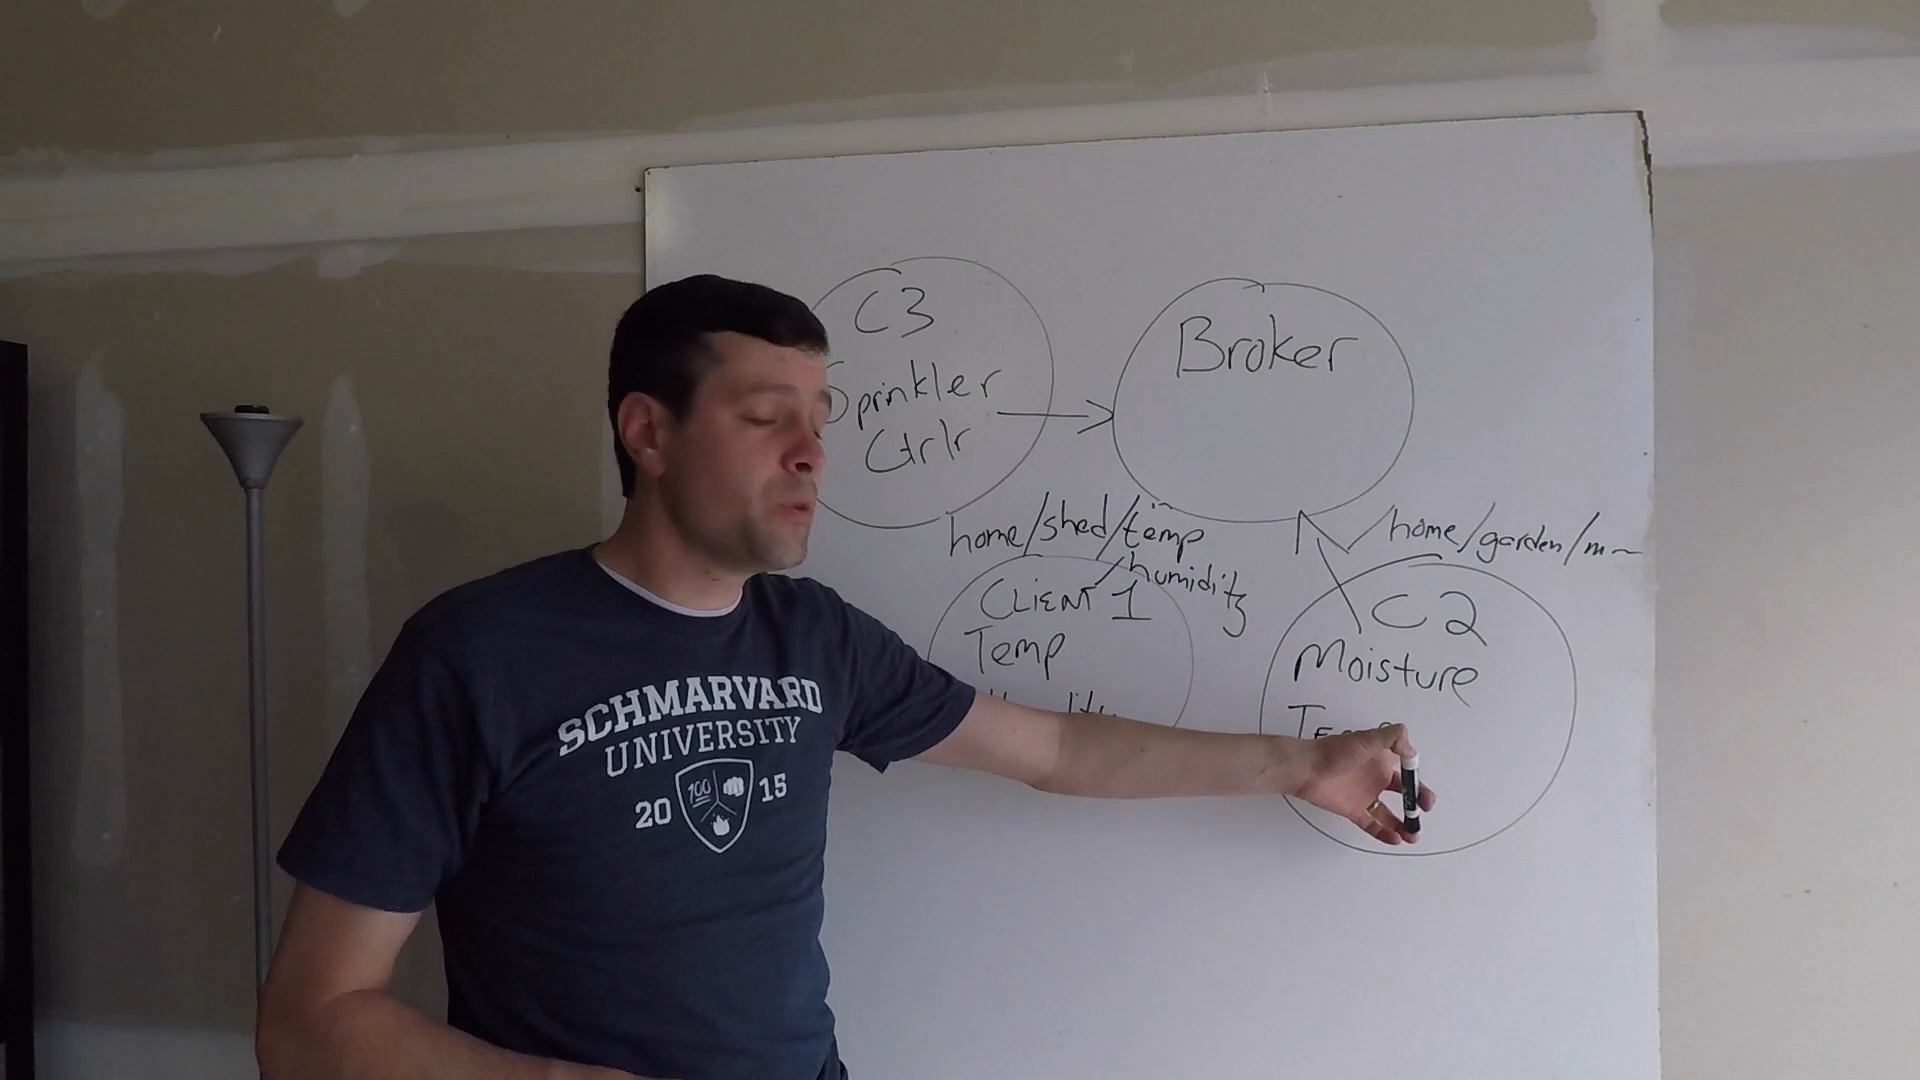 C3
Sprinkler
Ctrlr
Broker
home/shed/temp
/humidity
home/garden/m~
CLIENT 1
Temp
C2
Moisture
SCHMARVARD
UNIVERSITY
20 100 15